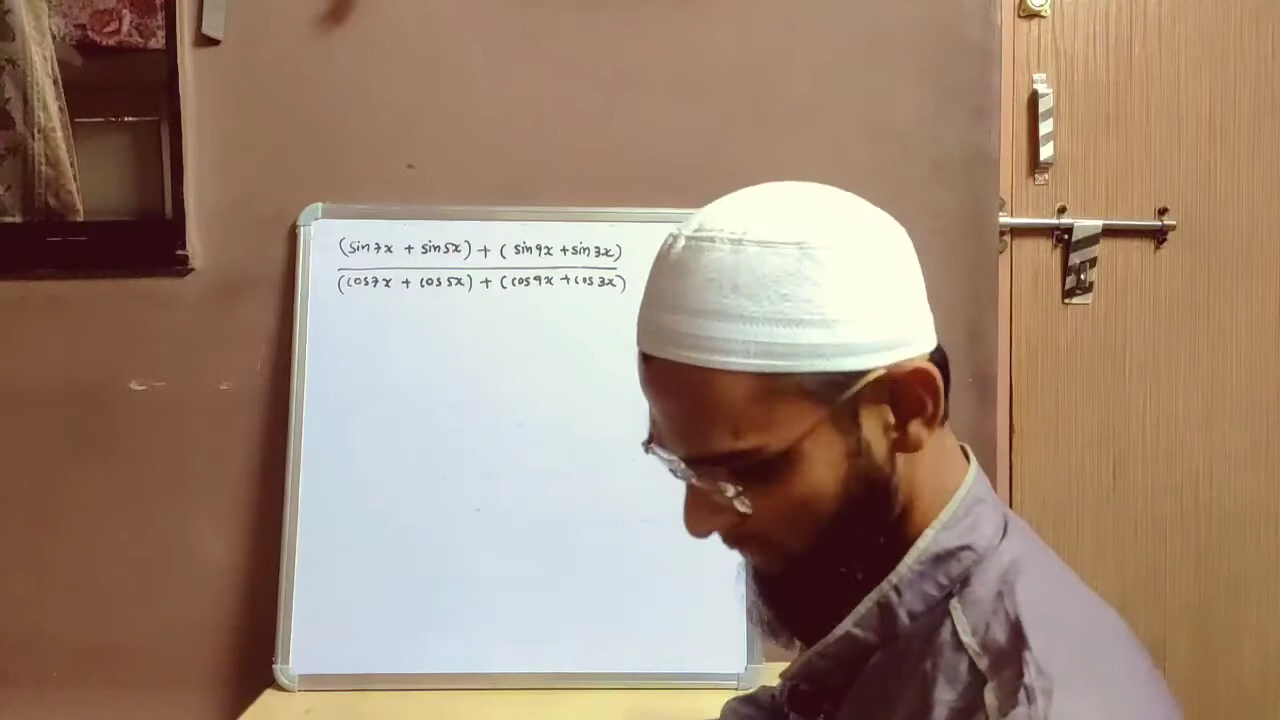 (sin7x + sin5x) + ( sin9x + sin3x)
(cos7x + cos5x) + (cos9x + cos3x)